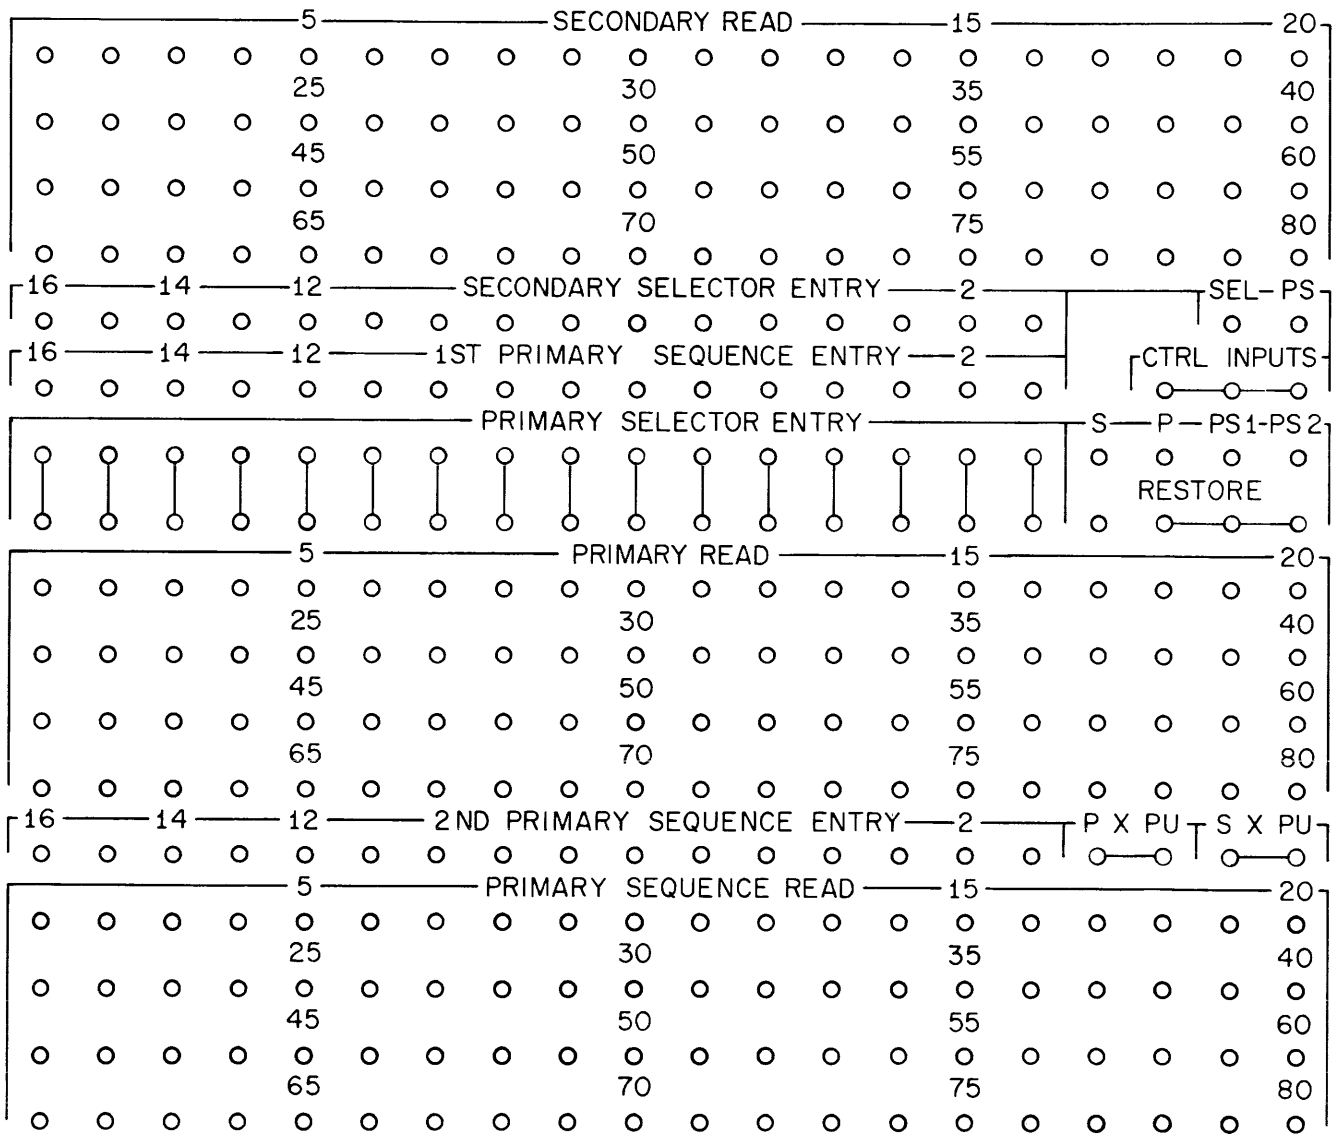 5 SECONDARY READ 15 20
25 30 35 40
45 50 55 60
65 70 75 80
16 14 12 SECONDARY SELECTOR ENTRY 2 SEL-PS
16 14 12 1ST PRIMARY SEQUENCE ENTRY 2 CTRL INPUTS
PRIMARY SELECTOR ENTRY S P PS1-PS2
RESTORE
5 PRIMARY READ 15 20
25 30 35 40
45 50 55 60
65 70 75 80
16 14 12 2ND PRIMARY SEQUENCE ENTRY 2 P X PU S X PU
5 PRIMARY SEQUENCE READ 15 20
25 30 35 40
45 50 55 60
65 70 75 80